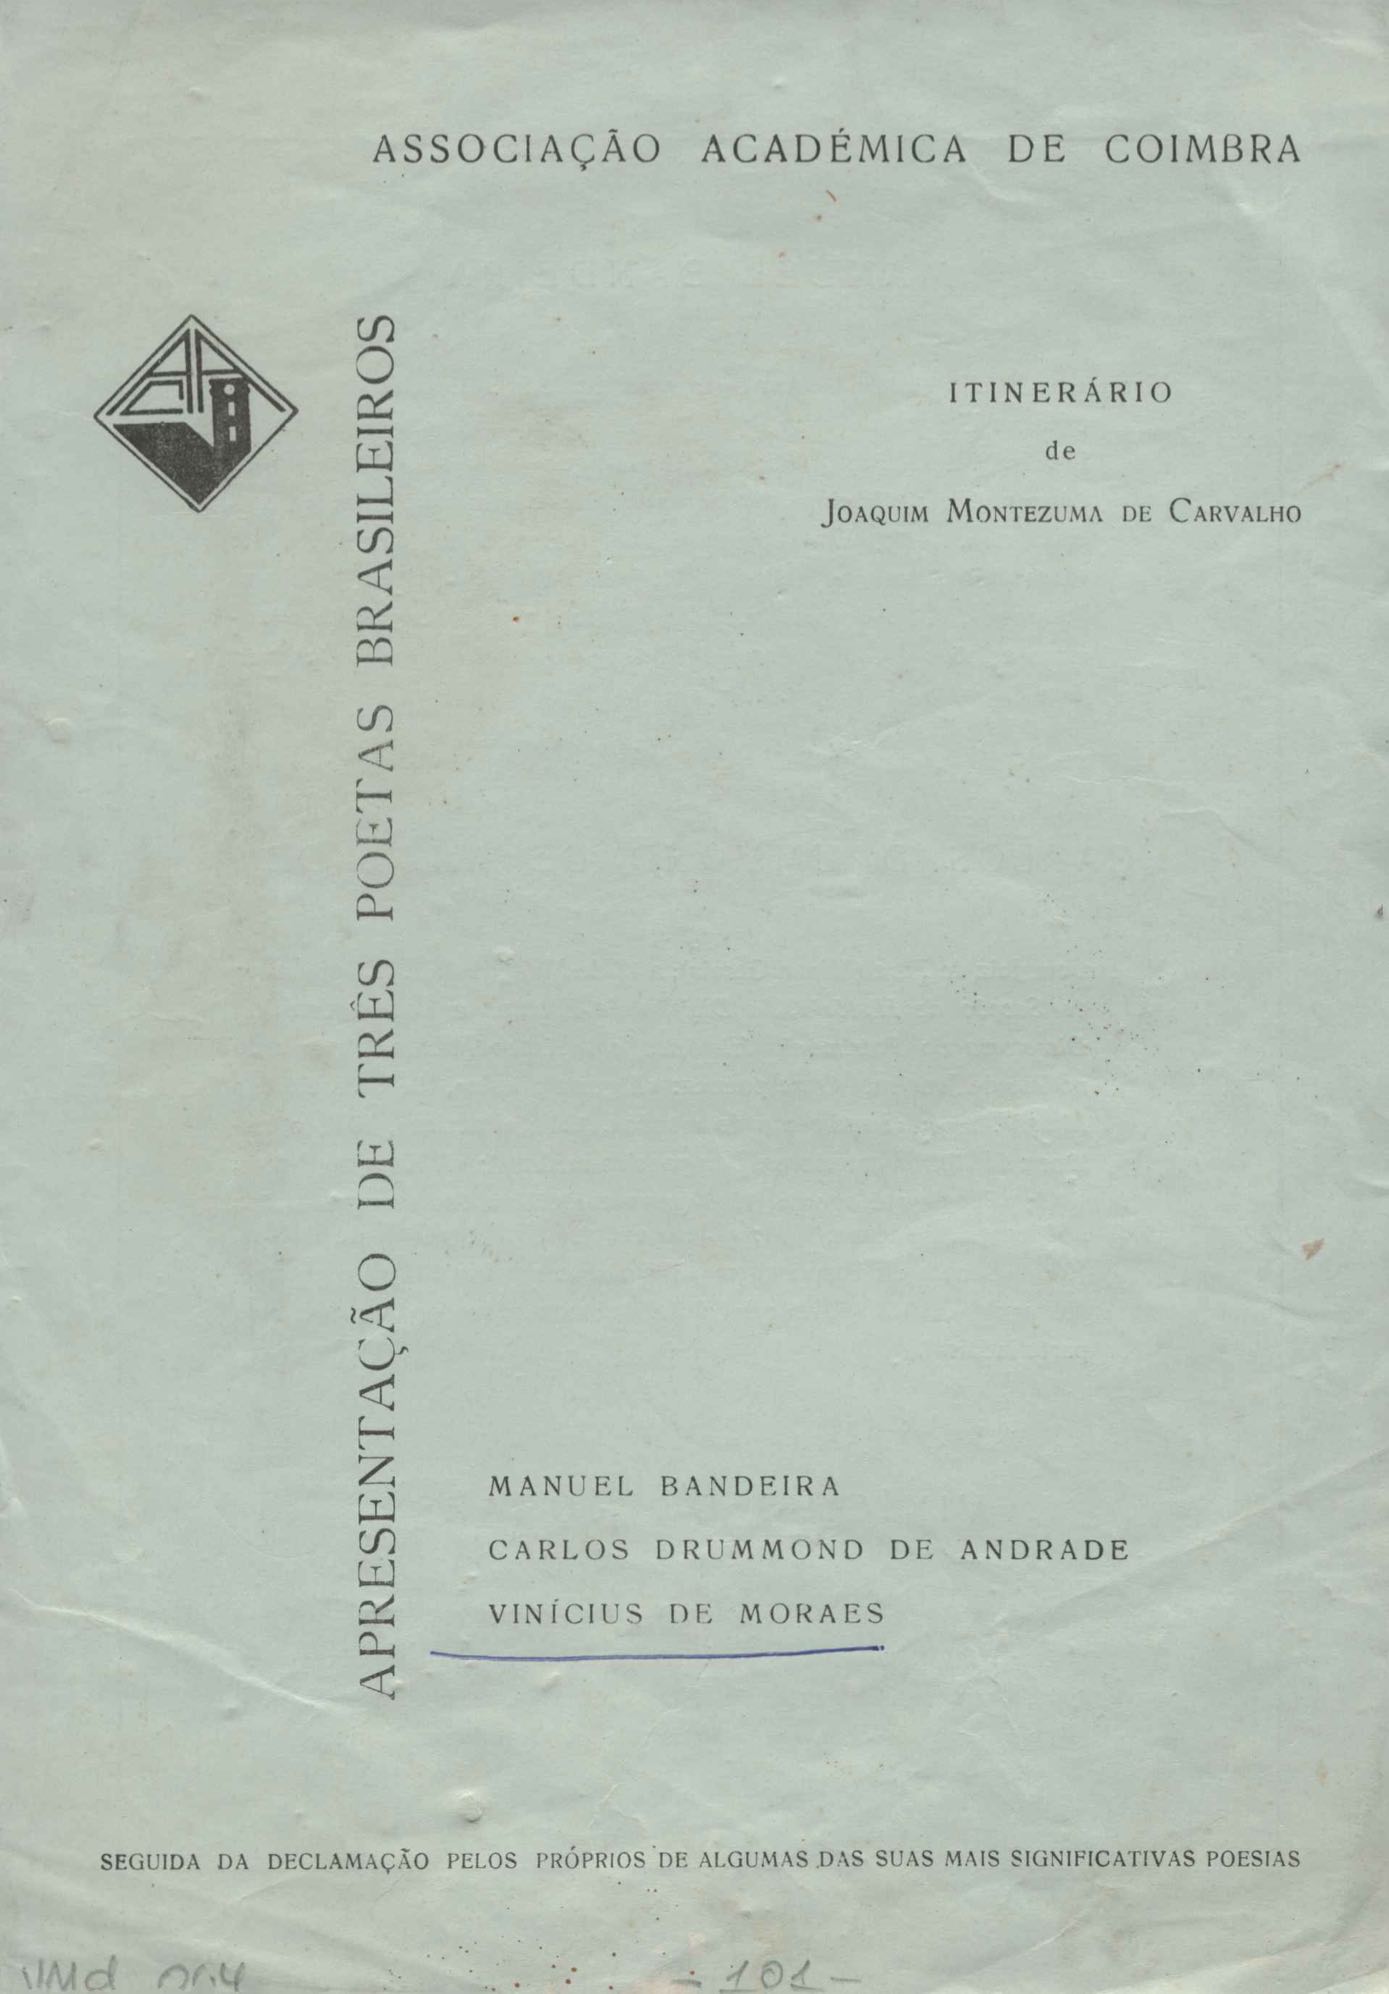 ASSOCIAÇÃO ACADÉMICA DE COIMBRA
AAC
APRESENTAÇÃO DE TRÊS POETAS BRASILEIROS
ITINERÁRIO
de
JOAQUIM MONTEZUMA DE CARVALHO
MANUEL BANDEIRA
CARLOS DRUMMOND DE ANDRADE
VINÍCIUS DE MORAES
SEGUIDA DA DECLAMAÇÃO PELOS PRÓPRIOS DE ALGUMAS DAS SUAS MAIS SIGNIFICATIVAS POESIAS
- 101 -